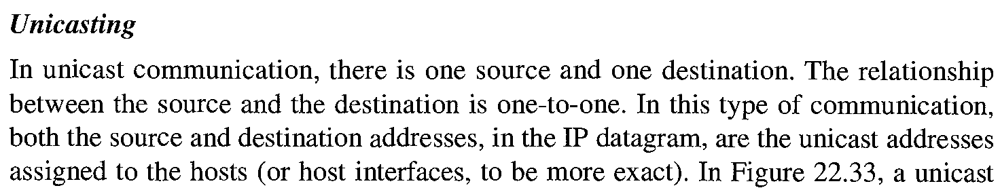 Unicasting
In unicast communication, there is one source and one destination. The relationship
between the source and the destination is one-to-one. In this type of communication,
both the source and destination addresses, in the IP datagram, are the unicast addresses
assigned to the hosts (or host interfaces, to be more exact). In Figure 22.33, a unicast